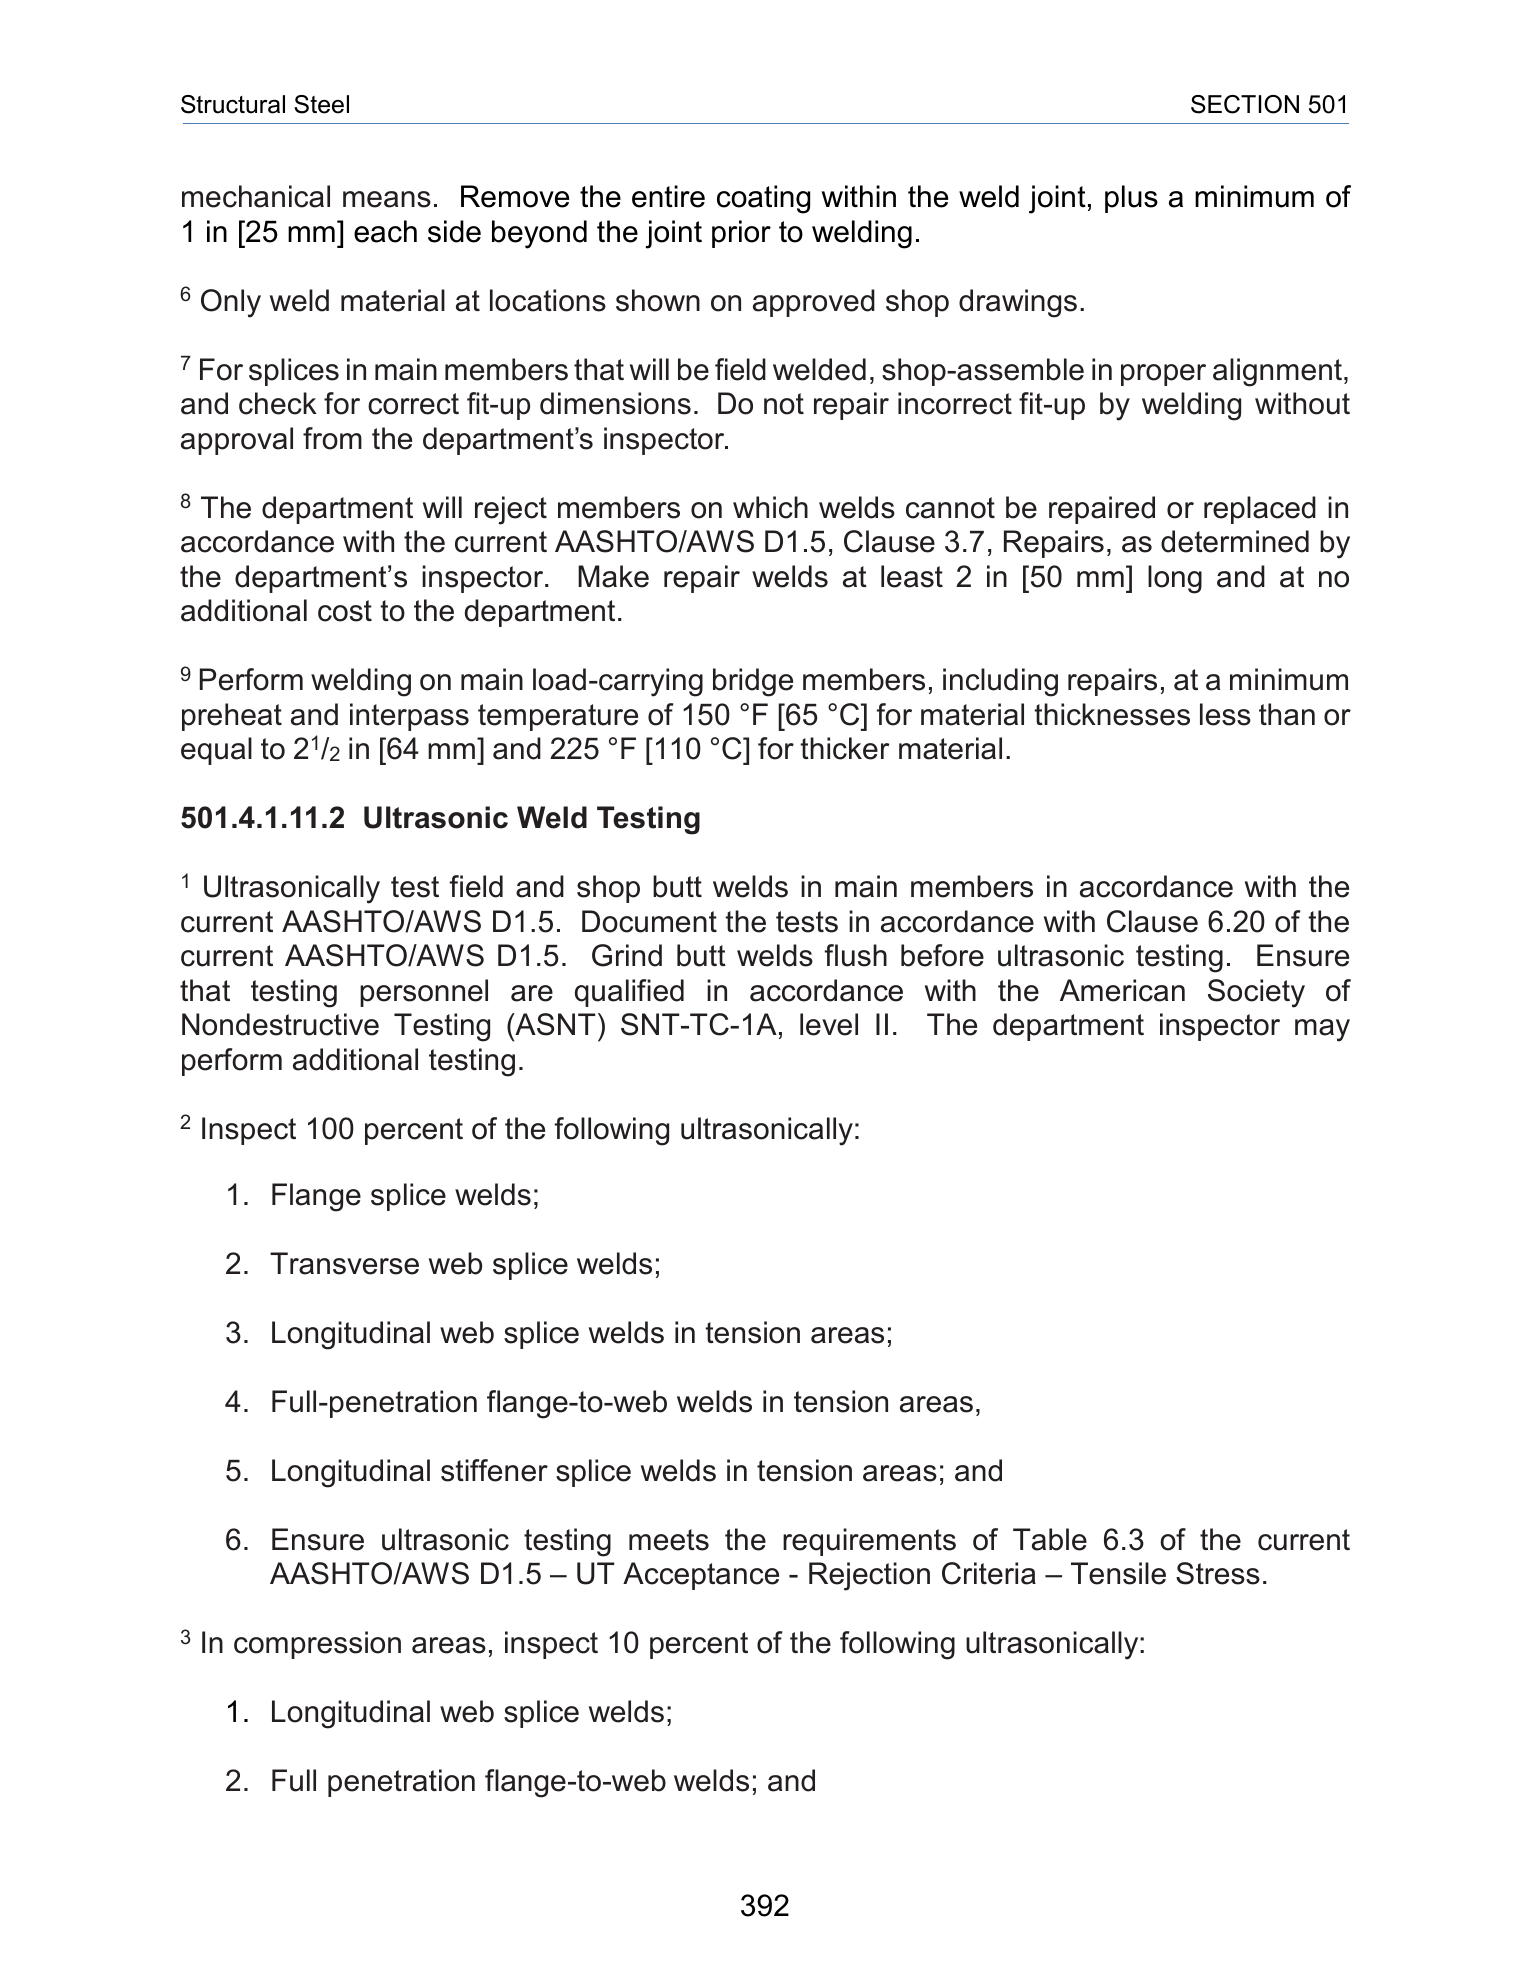 Structural Steel SECTION 501
mechanical means. Remove the entire coating within the weld joint, plus a minimum of
1 in [25 mm] each side beyond the joint prior to welding.
6 Only weld material at locations shown on approved shop drawings.
7 For splices in main members that will be field welded, shop-assemble in proper alignment,
and check for correct fit-up dimensions. Do not repair incorrect fit-up by welding without
approval from the department’s inspector.
8 The department will reject members on which welds cannot be repaired or replaced in
accordance with the current AASHTO/AWS D1.5, Clause 3.7, Repairs, as determined by
the department’s inspector. Make repair welds at least 2 in [50 mm] long and at no
additional cost to the department.
9 Perform welding on main load-carrying bridge members, including repairs, at a minimum
preheat and interpass temperature of 150 °F [65 °C] for material thicknesses less than or
equal to 2 1/2 in [64 mm] and 225 °F [110 °C] for thicker material.
501.4.1.11.2 Ultrasonic Weld Testing
1 Ultrasonically test field and shop butt welds in main members in accordance with the
current AASHTO/AWS D1.5. Document the tests in accordance with Clause 6.20 of the
current AASHTO/AWS D1.5. Grind butt welds flush before ultrasonic testing. Ensure
that testing personnel are qualified in accordance with the American Society of
Nondestructive Testing (ASNT) SNT-TC-1A, level II. The department inspector may
perform additional testing.
2 Inspect 100 percent of the following ultrasonically:
1. Flange splice welds;
2. Transverse web splice welds;
3. Longitudinal web splice welds in tension areas;
4. Full-penetration flange-to-web welds in tension areas,
5. Longitudinal stiffener splice welds in tension areas; and
6. Ensure ultrasonic testing meets the requirements of Table 6.3 of the current
AASHTO/AWS D1.5 – UT Acceptance - Rejection Criteria – Tensile Stress.
3 In compression areas, inspect 10 percent of the following ultrasonically:
1. Longitudinal web splice welds;
2. Full penetration flange-to-web welds; and
392